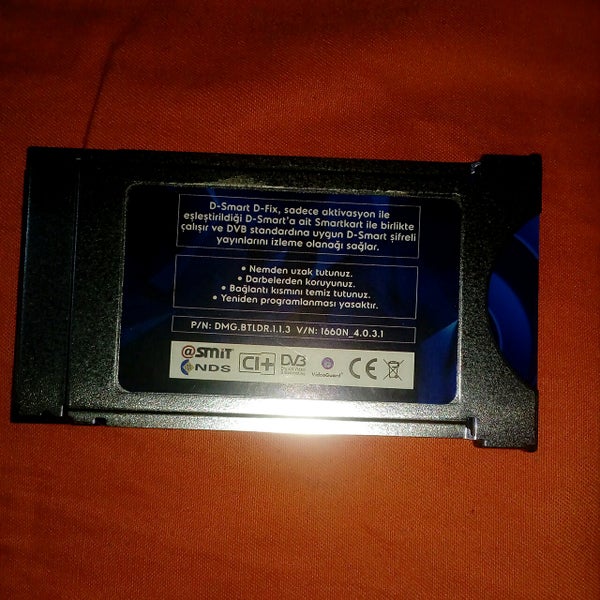 D-Smart D-Fix, sadece aktivasyon ile
eşleştirildiği D-Smart'a ait Smartkart ile birlikte
çalışır ve DVB standardına uygun D-Smart şifreli
yayınlarını izleme olanağı sağlar.
• Nemden uzak tutunuz.
• Darbelerden koruyunuz.
• Bağlantı kısmını temiz tutunuz.
• Yeniden programlanması yasaktır.
P/N: DMG.BTLDR.1.1.3 V/N: 1660N_4.0.3.1
@SMiT
NDS
CI+
DVB
VideoGuard
CE